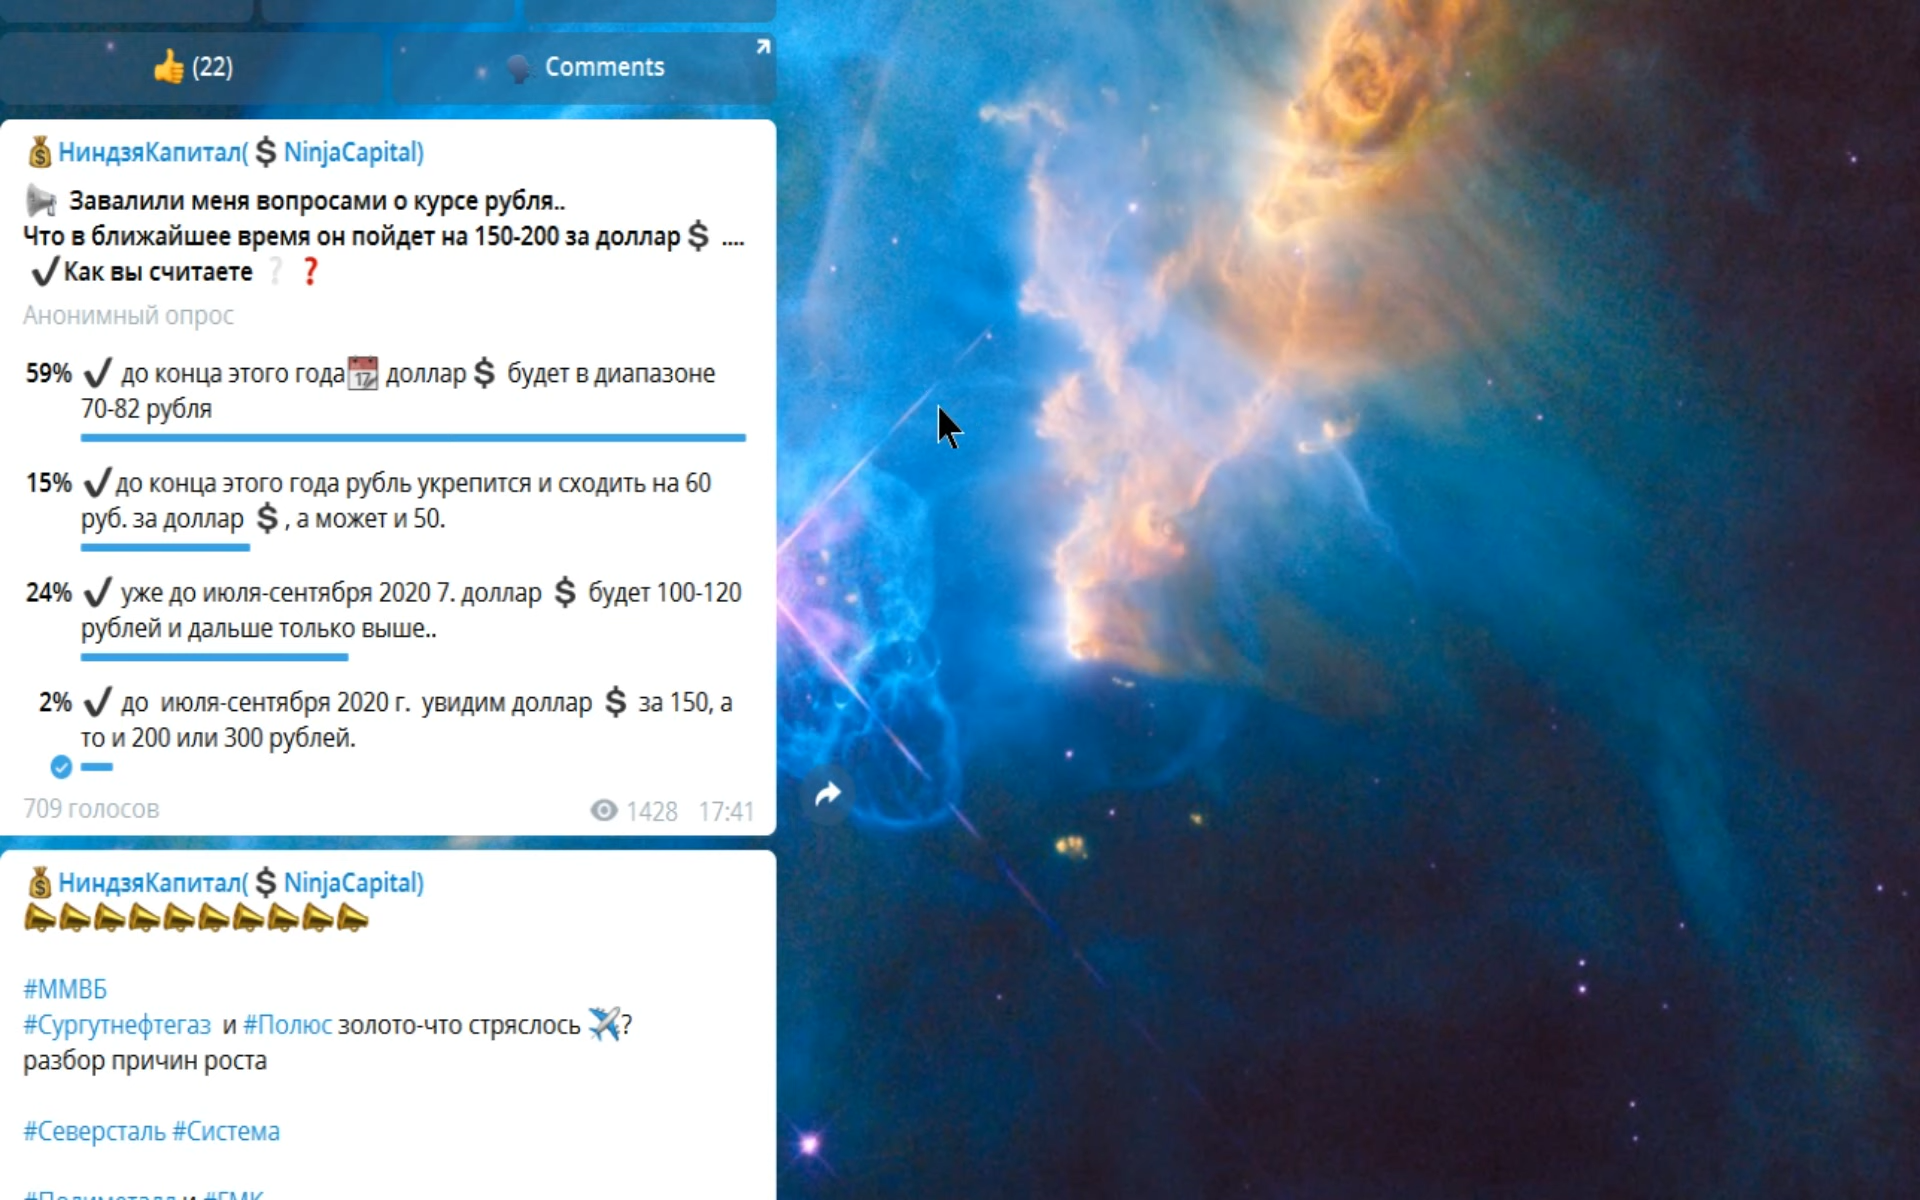 (22)
Comments
НиндзяКапитал($NinjaCapital)
Завалили меня вопросами о курсе рубля..
Что в ближайшее время он пойдет на 150-200 за доллар $ ....
✔Как вы считаете ❔ ❓
Анонимный опрос
59% ✔ до конца этого года 📅 доллар $ будет в диапазоне
70-82 рубля
15% ✔до конца этого года рубль укрепится и сходить на 60
руб. за доллар $ , а может и 50.
24% ✔ уже до июля-сентября 2020 7. доллар $ будет 100-120
рублей и дальше только выше..
2% ✔ до июля-сентября 2020 г. увидим доллар $ за 150, а
то и 200 или 300 рублей.
709 голосов
1428 17:41
НиндзяКапитал($NinjaCapital)
#ММВБ
#Сургутнефтегаз и #Полюс золото-что стряслось ✈?
разбор причин роста
#Северсталь #Система
#Полиметалл и #ГМК